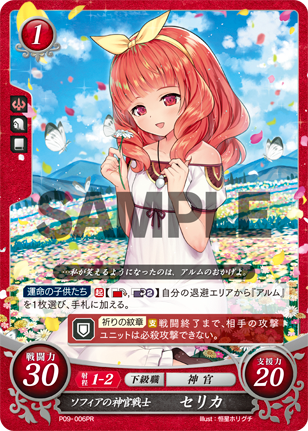 1
SAMPLE
…私が笑えるようになったのは、アルムのおかげよ
運命の子供たち 起 [ 、 2] 自分の退避エリアから『アルム』
を1枚選び、手札に加える。
祈りの紋章 支 戦闘終了まで、相手の攻撃
ユニットは必殺攻撃できない。
戦闘力
30
射程 1-2 下級職 神官
ソフィアの神官戦士 セリカ
支援力
20
P09-006PR
Illust:恒星ホリグチ